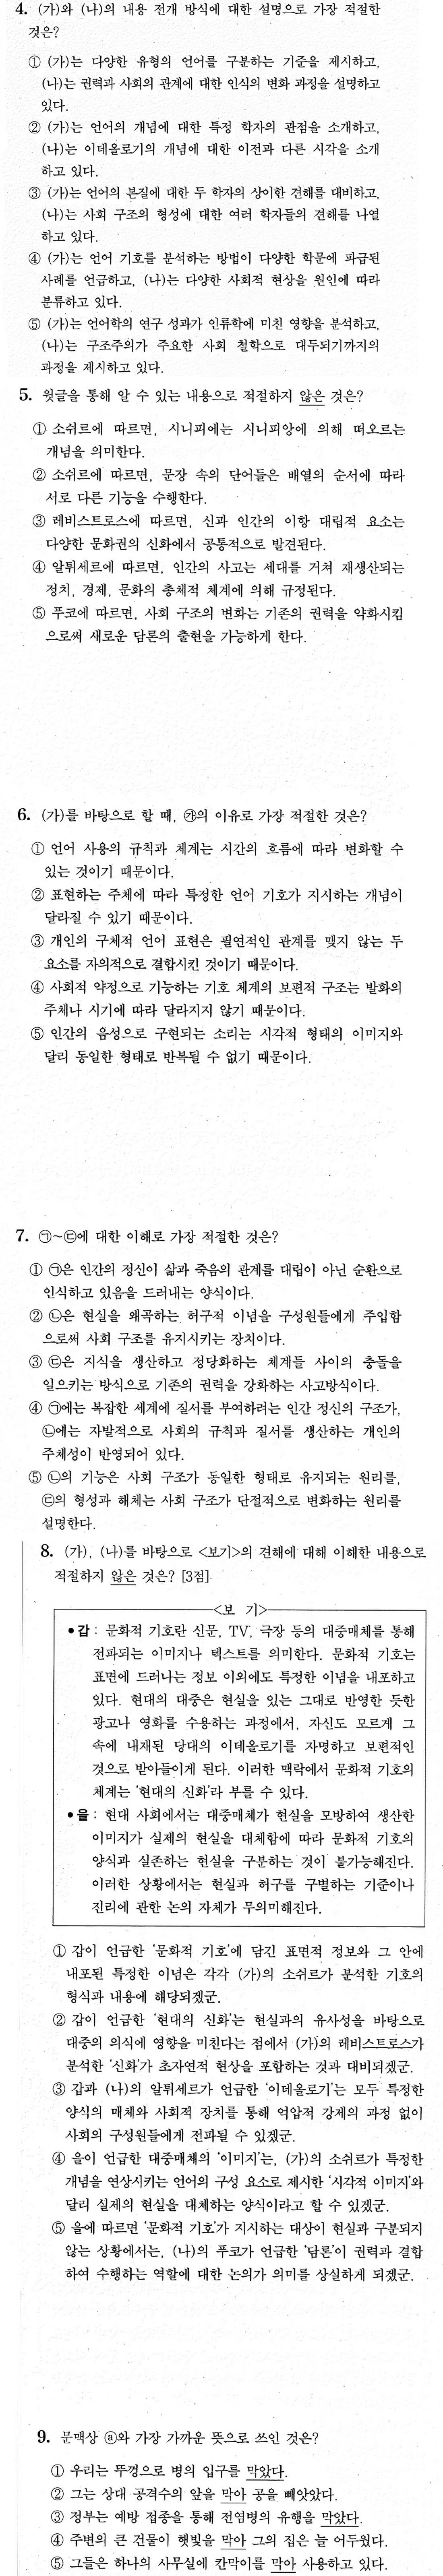 4. (가)와 (나)의 내용 전개 방식에 대한 설명으로 가장 적절한
것은?
① (가)는 다양한 유형의 언어를 구분하는 기준을 제시하고,
(나)는 권력과 사회의 관계에 대한 인식의 변화 과정을 설명하고
있다.
② (가)는 언어의 개념에 대한 특정 학자의 관점을 소개하고,
(나)는 이데올로기의 개념에 대한 이전과 다른 시각을 소개
하고 있다.
③ (가)는 언어의 본질에 대한 두 학자의 상이한 견해를 대비하고,
(나)는 사회 구조의 형성에 대한 여러 학자들의 견해를 나열
하고 있다.
④ (가)는 언어 기호를 분석하는 방법이 다양한 학문에 파급된
사례를 언급하고, (나)는 다양한 사회적 현상을 원인에 따라
분류하고 있다.
⑤ (가)는 언어학의 연구 성과가 인류학에 미친 영향을 분석하고,
(나)는 구조주의가 주요한 사회 철학으로 대두되기까지의
과정을 제시하고 있다.
5. 윗글을 통해 알 수 있는 내용으로 적절하지 않은 것은?
① 소쉬르에 따르면, 시니피에는 시니피앙에 의해 떠오르는
개념을 의미한다.
② 소쉬르에 따르면, 문장 속의 단어들은 배열의 순서에 따라
서로 다른 기능을 수행한다.
③ 레비스트로스에 따르면, 신과 인간의 이항 대립적 요소는
다양한 문화권의 신화에서 공통적으로 발견된다.
④ 알튀세르에 따르면, 인간의 사고는 세대를 거쳐 재생산되는
정치, 경제, 문화의 총체적 체계에 의해 규정된다.
⑤ 푸코에 따르면, 사회 구조의 변화는 기존의 권력을 약화시킴
으로써 새로운 담론의 출현을 가능하게 한다.
6. (가)를 바탕으로 할 때, ㉮의 이유로 가장 적절한 것은?
① 언어 사용의 규칙과 체계는 시간의 흐름에 따라 변화할 수
있는 것이기 때문이다.
② 표현하는 주체에 따라 특정한 언어 기호가 지시하는 개념이
달라질 수 있기 때문이다.
③ 개인의 구체적 언어 표현은 필연적인 관계를 맺지 않는 두
요소를 자의적으로 결합시킨 것이기 때문이다.
④ 사회적 약정으로 기능하는 기호 체계의 보편적 구조는 발화의
주체나 시기에 따라 달라지지 않기 때문이다.
⑤ 인간의 음성으로 구현되는 소리는 시각적 형태의 이미지와
달리 동일한 형태로 반복될 수 없기 때문이다.
7. ㉠~㉢에 대한 이해로 가장 적절한 것은?
① ㉠은 인간의 정신이 삶과 죽음의 관계를 대립이 아닌 순환으로
인식하고 있음을 드러내는 양식이다.
② ㉡은 현실을 왜곡하는 허구적 이념을 구성원들에게 주입함
으로써 사회 구조를 유지시키는 장치이다.
③ ㉢은 지식을 생산하고 정당화하는 체계들 사이의 충돌을
일으키는 방식으로 기존의 권력을 강화하는 사고방식이다.
④ ㉠에는 복잡한 세계에 질서를 부여하려는 인간 정신의 구조가,
㉡에는 자발적으로 사회의 규칙과 질서를 생산하는 개인의
주체성이 반영되어 있다.
⑤ ㉡의 기능은 사회 구조가 동일한 형태로 유지되는 원리를,
㉢의 형성과 해체는 사회 구조가 단절적으로 변화하는 원리를
설명한다.
8. (가), (나)를 바탕으로 <보기>의 견해에 대해 이해한 내용으로
적절하지 않은 것은? [3점]
<보 기>
• 갑 : 문화적 기호란 신문, TV, 극장 등의 대중매체를 통해
전파되는 이미지나 텍스트를 의미한다. 문화적 기호는
표면에 드러나는 정보 이외에도 특정한 이념을 내포하고
있다. 현대의 대중은 현실을 있는 그대로 반영한 듯한
광고나 영화를 수용하는 과정에서, 자신도 모르게 그
속에 내재된 당대의 이데올로기를 자명하고 보편적인
것으로 받아들이게 된다. 이러한 맥락에서 문화적 기호의
체계는 '현대의 신화'라 부를 수 있다.
• 을 : 현대 사회에서는 대중매체가 현실을 모방하여 생산한
이미지가 실제의 현실을 대체함에 따라 문화적 기호의
양식과 실존하는 현실을 구분하는 것이 불가능해진다.
이러한 상황에서는 현실과 허구를 구별하는 기준이나
진리에 관한 논의 자체가 무의미해진다.
① 갑이 언급한 '문화적 기호'에 담긴 표면적 정보와 그 안에
내포된 특정한 이념은 각각 (가)의 소쉬르가 분석한 기호의
형식과 내용에 해당되겠군.
② 갑이 언급한 '현대의 신화'는 현실과의 유사성을 바탕으로
대중의 의식에 영향을 미친다는 점에서 (가)의 레비스트로스가
분석한 '신화'가 초자연적 현상을 포함하는 것과 대비되겠군.
③ 갑과 (나)의 알튀세르가 언급한 '이데올로기'는 모두 특정한
양식의 매체와 사회적 장치를 통해 억압적 강제의 과정 없이
사회의 구성원들에게 전파될 수 있겠군.
④ 을이 언급한 대중매체의 '이미지'는, (가)의 소쉬르가 특정한
개념을 연상시키는 언어의 구성 요소로 제시한 '시각적 이미지'와
달리 실제의 현실을 대체하는 양식이라고 할 수 있겠군.
⑤ 을에 따르면 '문화적 기호'가 지시하는 대상이 현실과 구분되지
않는 상황에서는, (나)의 푸코가 언급한 '담론'이 권력과 결합
하여 수행하는 역할에 대한 논의가 의미를 상실하게 되겠군.
9. 문맥상 ⓐ와 가장 가까운 뜻으로 쓰인 것은?
① 우리는 뚜껑으로 병의 입구를 막았다.
② 그는 상대 공격수의 앞을 막아 공을 빼앗았다.
③ 정부는 예방 접종을 통해 전염병의 유행을 막았다.
④ 주변의 큰 건물이 햇빛을 막아 그의 집은 늘 어두웠다.
⑤ 그들은 하나의 사무실에 칸막이를 막아 사용하고 있다.